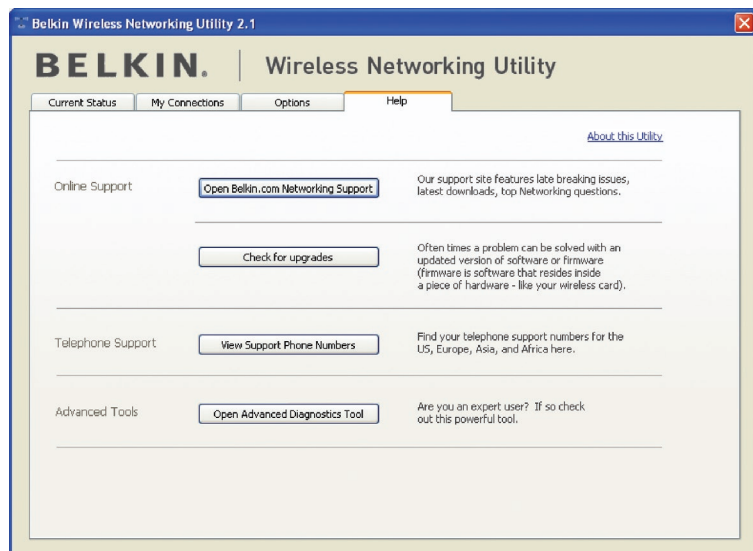 Belkin Wireless Networking Utility 2.1
BELKIN. | Wireless Networking Utility
Current Status My Connections Options Help
About this Utility
Online Support
Open Belkin.com Networking Support
Our support site features late breaking issues,
latest downloads, top Networking questions.
Check for upgrades
Often times a problem can be solved with an
updated version of software or firmware
(firmware is software that resides inside
a piece of hardware - like your wireless card).
Telephone Support
View Support Phone Numbers
Find your telephone support numbers for the
US, Europe, Asia, and Africa here.
Advanced Tools
Open Advanced Diagnostics Tool
Are you an expert user? If so check
out this powerful tool.